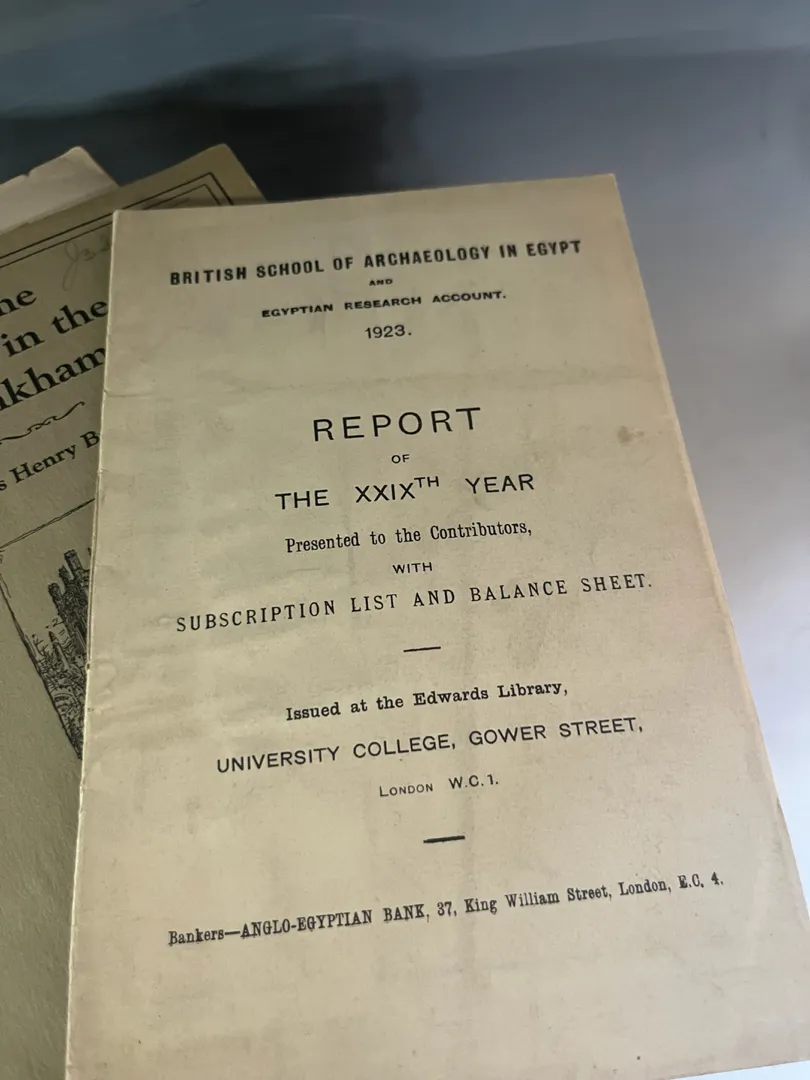 in the
Henry B
BRITISH SCHOOL OF ARCHAEOLOGY IN EGYPT
AND
EGYPTIAN RESEARCH ACCOUNT.
1923.
REPORT
OF
THE XXIXTH YEAR
Presented to the Contributors,
WITH
SUBSCRIPTION LIST AND BALANCE SHEET.
Issued at the Edwards Library,
UNIVERSITY COLLEGE, GOWER STREET,
LONDON W.C.1.
Bankers—ANGLO-EGYPTIAN BANK, 37, King William Street, London, E.C. 4.